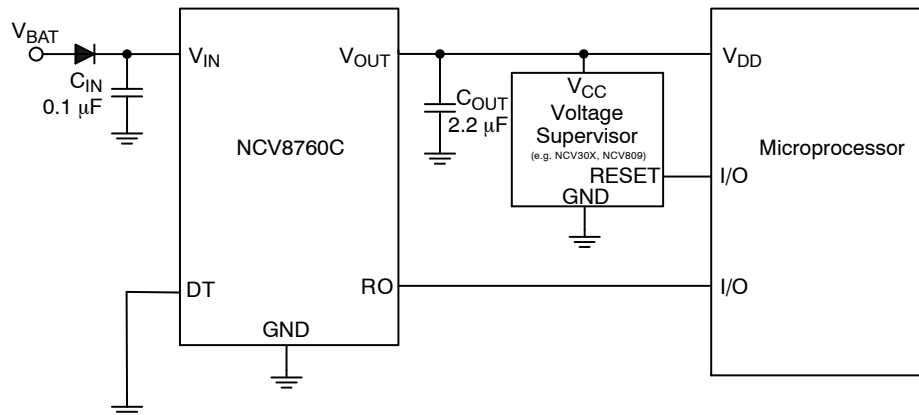 V_BAT
C_IN
0.1 μF
V_IN
V_OUT
NCV8760C
DT
RO
GND
C_OUT
2.2 μF
V_CC
Voltage
Supervisor
(e.g. NCV30X, NCV809)
RESET
GND
V_DD
Microprocessor
I/O
I/O